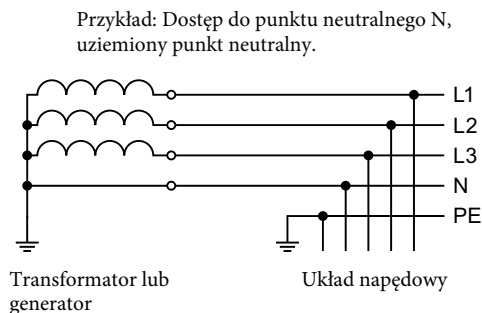 Przykład: Dostęp do punktu neutralnego N,
uziemiony punkt neutralny.
L1
L2
L3
N
PE
Transformator lub
generator
Układ napędowy